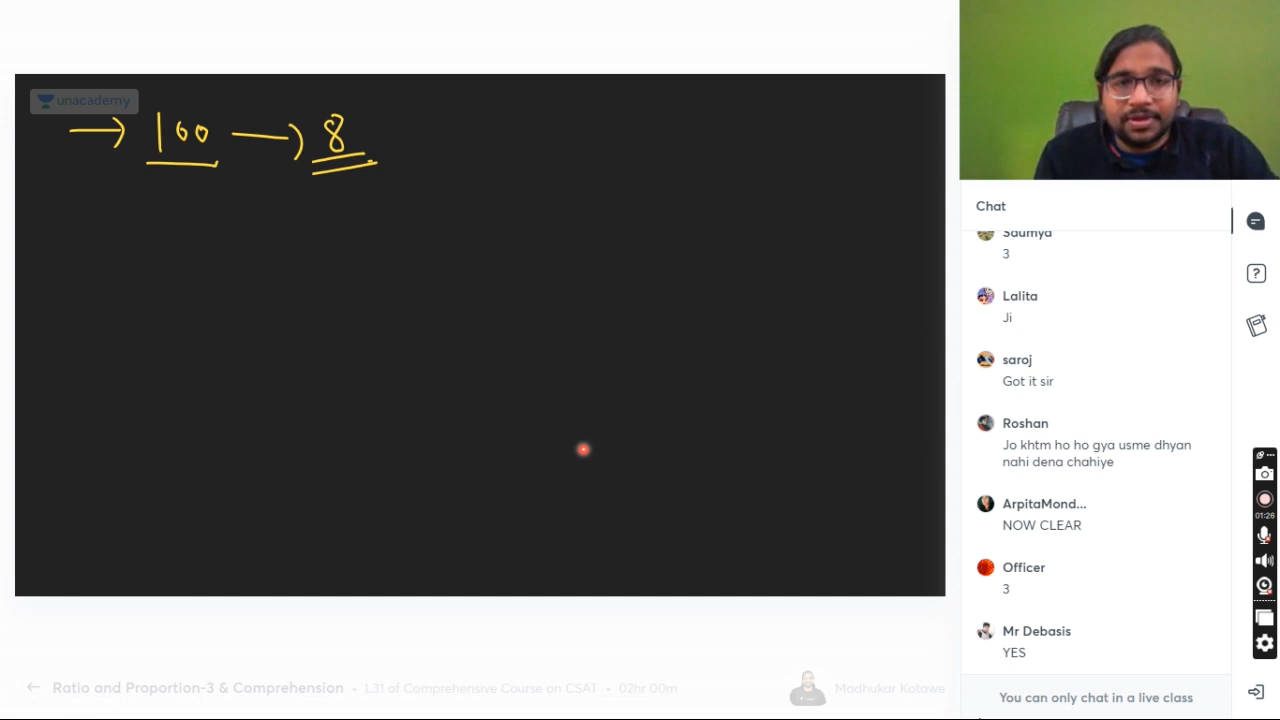 unacademy
→ 100 → 8
Chat
Saumya
3
Lalita
Ji
saroj
Got it sir
Roshan
Jo khtm ho ho gya usme dhyan
nahi dena chahiye
ArpitaMond...
NOW CLEAR
Officer
3
Mr Debasis
YES
You can only chat in a live class
?
01:26
← Ratio and Proportion-3 & Comprehension • L31 of Comprehensive Course on CSAT • 02hr 00m
Madhukar Kotawe